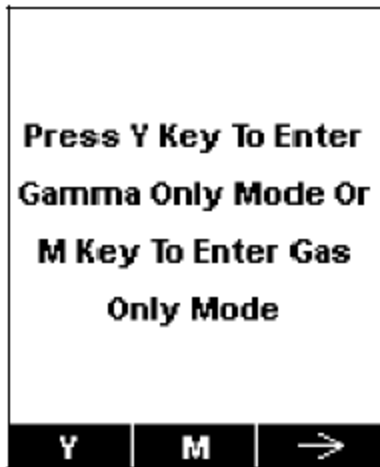 Press Y Key To Enter
Gamma Only Mode Or
M Key To Enter Gas
Only Mode
Y M →